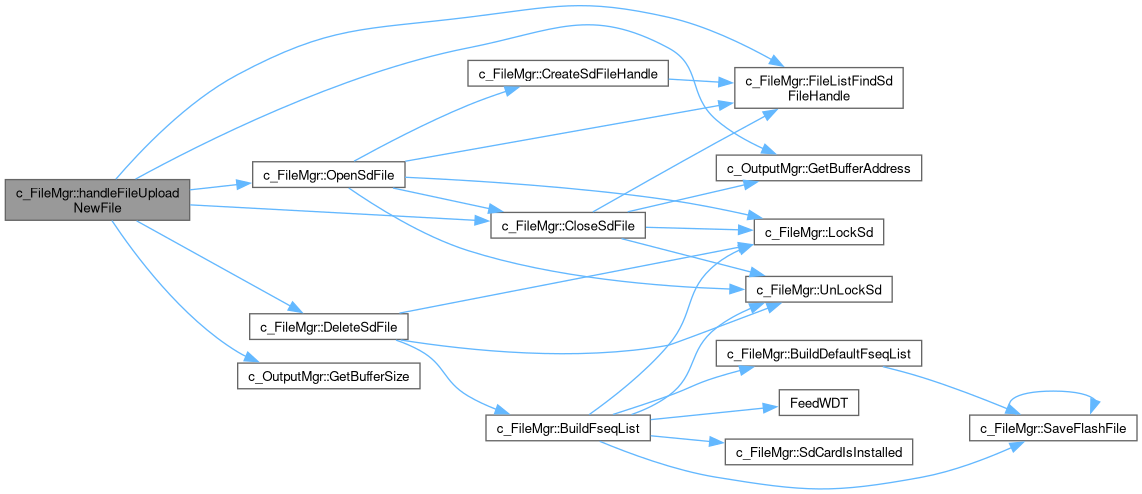 c_FileMgr::handleFileUpload
NewFile
c_FileMgr::OpenSdFile
c_FileMgr::CreateSdFileHandle
c_FileMgr::FileListFindSd
FileHandle
c_OutputMgr::GetBufferAddress
c_FileMgr::CloseSdFile
c_FileMgr::LockSd
c_FileMgr::UnLockSd
c_FileMgr::DeleteSdFile
c_OutputMgr::GetBufferSize
c_FileMgr::BuildFseqList
c_FileMgr::BuildDefaultFseqList
FeedWDT
c_FileMgr::SdCardIsInstalled
c_FileMgr::SaveFlashFile